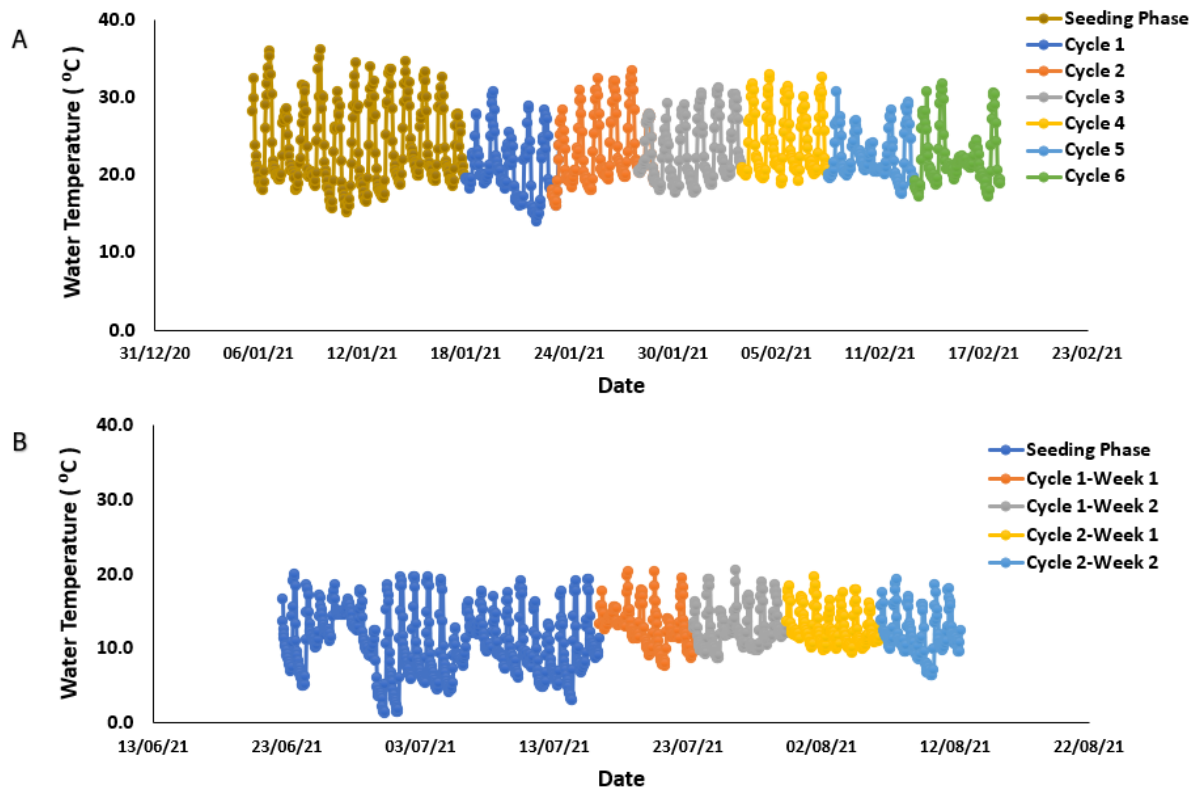 A
Water Temperature ( ⁰C )
40.0
30.0
20.0
10.0
0.0
31/12/20 06/01/21 12/01/21 18/01/21 24/01/21 30/01/21 05/02/21 11/02/21 17/02/21 23/02/21
Date
Seeding Phase
Cycle 1
Cycle 2
Cycle 3
Cycle 4
Cycle 5
Cycle 6
B
Water Temperature ( ⁰C )
40.0
30.0
20.0
10.0
0.0
13/06/21 23/06/21 03/07/21 13/07/21 23/07/21 02/08/21 12/08/21 22/08/21
Date
Seeding Phase
Cycle 1-Week 1
Cycle 1-Week 2
Cycle 2-Week 1
Cycle 2-Week 2